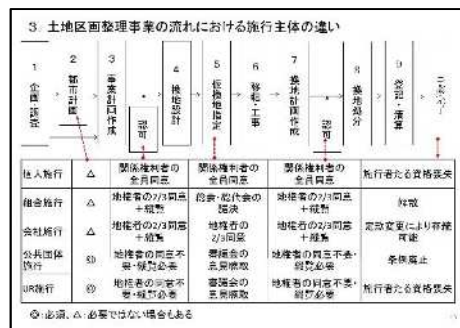 3. 土地区画整理事業の流れにおける施行主体の違い
1 企画調査
2 都市計画
3 事業計画作成
認可
4 換地設計
5 仮換地指定
6 移転・工事
7 換地計画作成
認可
8 換地処分
9 登記・清算
個人施行 △ 関係権利者の全員同意 関係権利者の全員同意 関係権利者の全員同意 施行者たる資格喪失
組合施行 △ 地権者の2/3同意+縦覧 総会・総代会の議決 地権者の2/3同意+縦覧 解散
会社施行 △ 地権者の2/3同意+縦覧 地権者の2/3同意 地権者の2/3同意+縦覧 定款変更により存続可能
公共団体施行 ◎ 地権者の同意不要・縦覧必要 審議会の意見聴取 地権者の同意不要・縦覧必要 条例廃止
UR施行 ◎ 地権者の同意不要・縦覧必要 審議会の意見聴取 地権者の同意不要・縦覧必要 施行者たる資格喪失
◎:必須、△:必要ではない場合もある